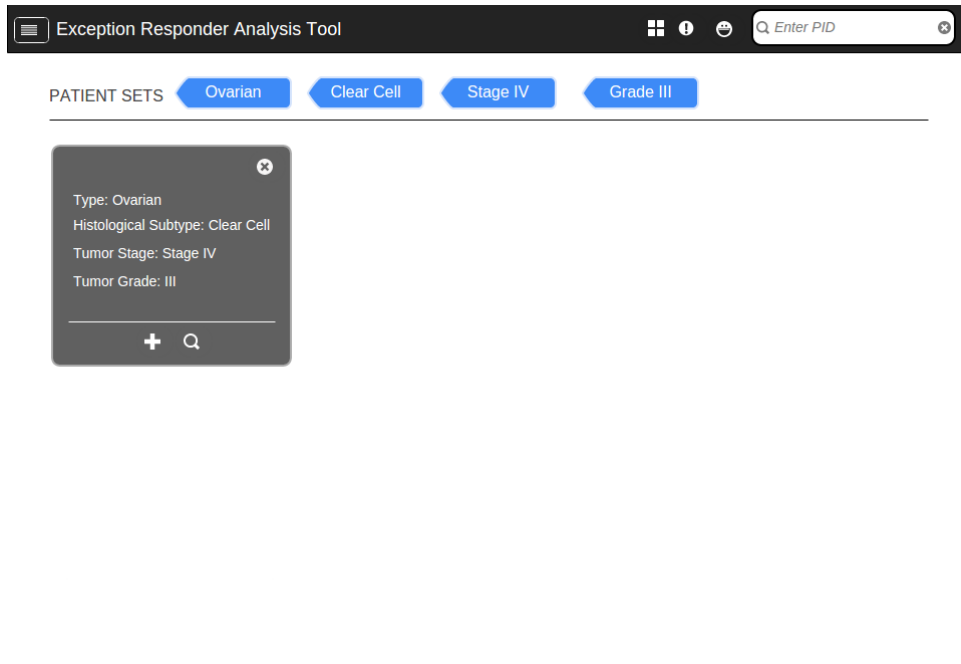 Exception Responder Analysis Tool
Enter PID
PATIENT SETS
Ovarian
Clear Cell
Stage IV
Grade III
Type: Ovarian
Histological Subtype: Clear Cell
Tumor Stage: Stage IV
Tumor Grade: III